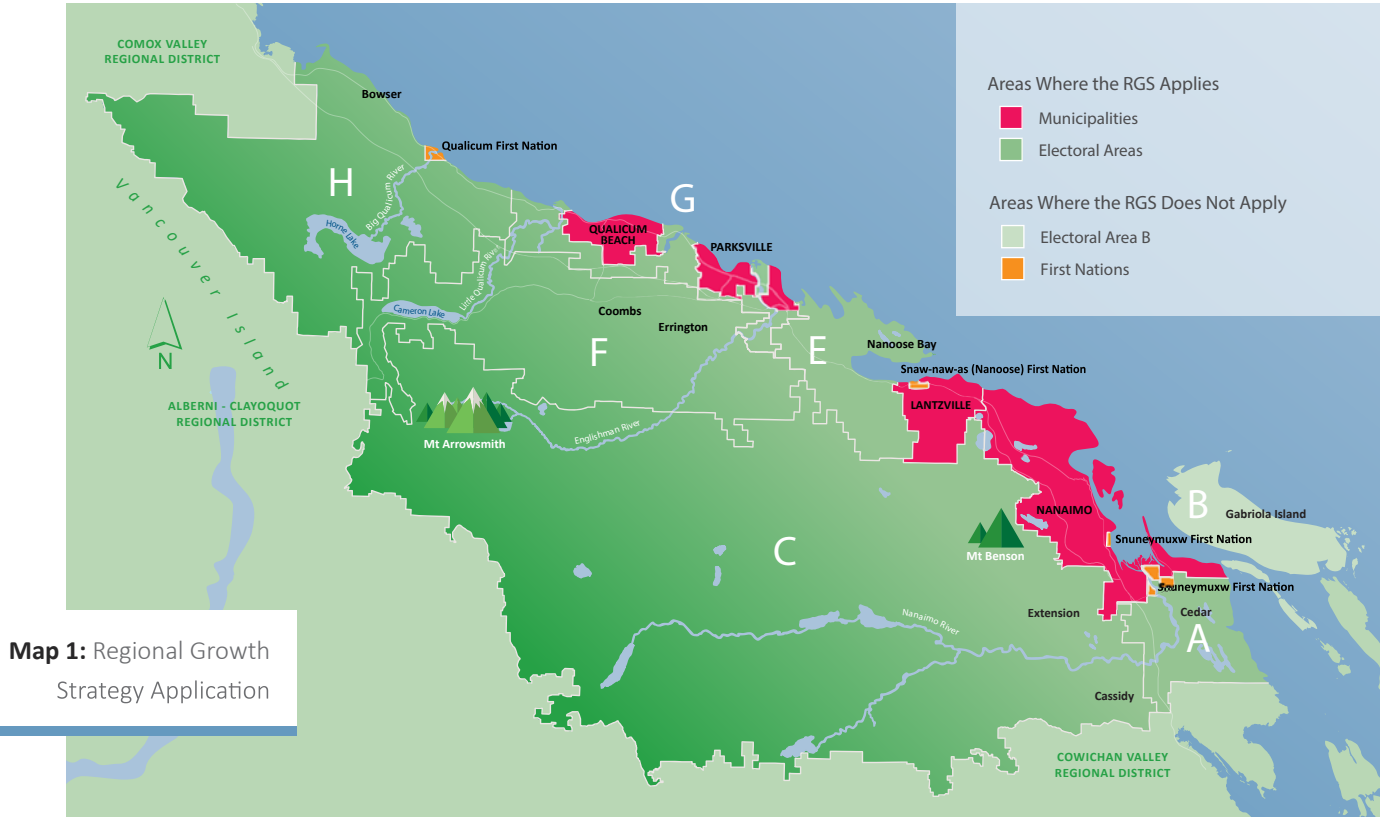 COMOX VALLEY
REGIONAL DISTRICT
Bowser
Qualicum First Nation
H
Big Qualicum River
Horne Lake
Vancouver Island
N
ALBERNI - CLAYOQUOT
REGIONAL DISTRICT
G
QUALICUM
BEACH
PARKSVILLE
Little Qualicum River
Cameron Lake
Coombs
Errington
F
E
Nanoose Bay
Snaw-naw-as (Nanoose) First Nation
LANTZVILLE
Mt Arrowsmith
Englishman River
C
NANAIMO
Mt Benson
B
Gabriola Island
Snuneymuxw First Nation
Snuneymuxw First Nation
Extension
Cedar
Nanaimo River
A
Cassidy
COWICHAN VALLEY
REGIONAL DISTRICT
Areas Where the RGS Applies
Municipalities
Electoral Areas
Areas Where the RGS Does Not Apply
Electoral Area B
First Nations
Map 1: Regional Growth
Strategy Application